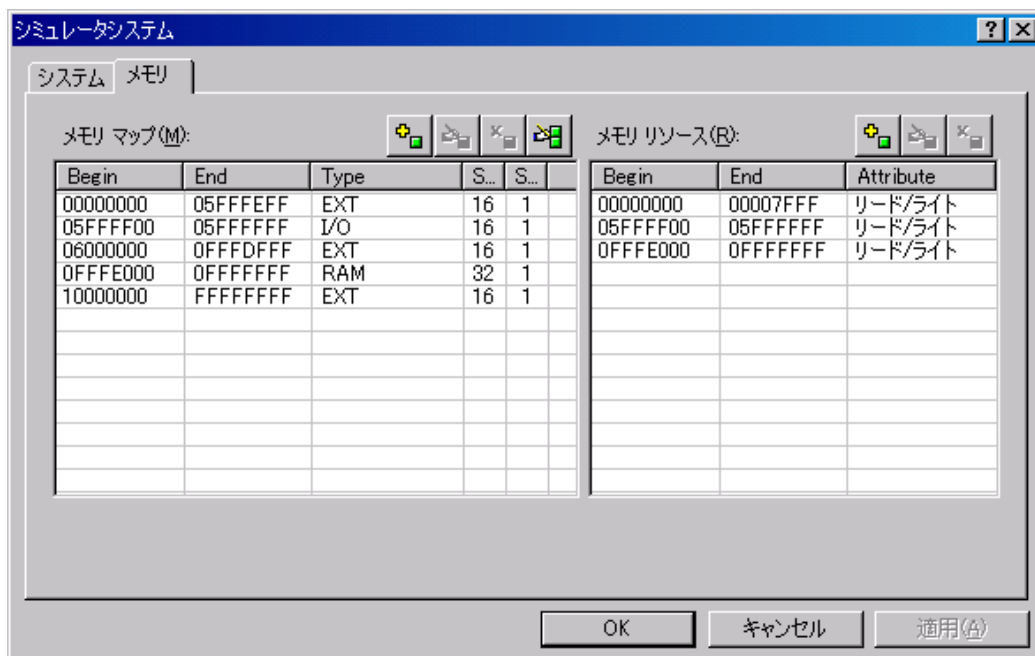 シミュレータシステム
システム メモリ
メモリ マップ(M):
Begin End Type S... S...
00000000 05FFFEFF EXT 16 1
05FFFF00 05FFFFFF I/O 16 1
06000000 0FFFDFFF EXT 16 1
0FFFE000 0FFFFFFF RAM 32 1
10000000 FFFFFFFF EXT 16 1
メモリ リソース(R):
Begin End Attribute
00000000 00007FFF リード/ライト
05FFFF00 05FFFFFF リード/ライト
0FFFE000 0FFFFFFF リード/ライト
OK キャンセル 適用(A)